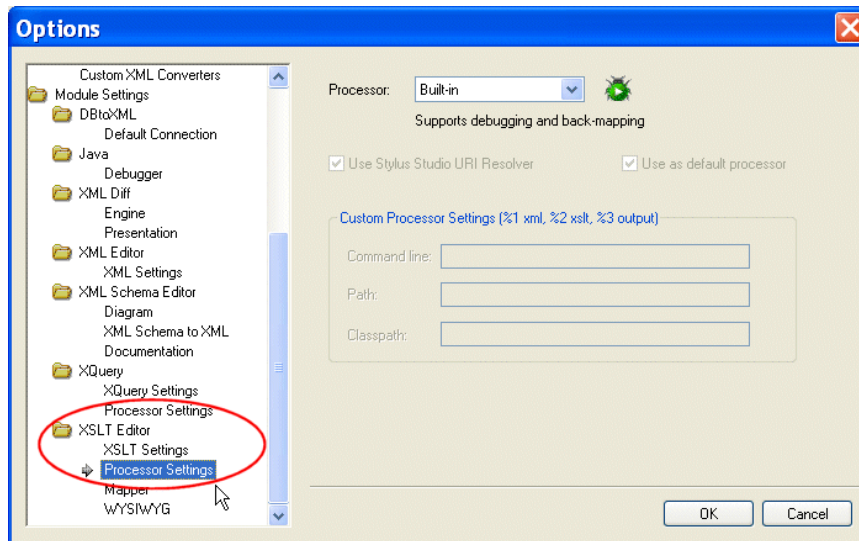 Options
Custom XML Converters
Module Settings
DBtoXML
Default Connection
Java
Debugger
XML Diff
Engine
Presentation
XML Editor
XML Settings
XML Schema Editor
Diagram
XML Schema to XML
Documentation
XQuery
XQuery Settings
Processor Settings
XSLT Editor
XSLT Settings
Processor Settings
Mapper
WYSIWYG
Processor: Built-in
Supports debugging and back-mapping
Use Stylus Studio URI Resolver Use as default processor
Custom Processor Settings (%1 xml, %2 xslt, %3 output)
Command line:
Path:
Classpath:
OK Cancel